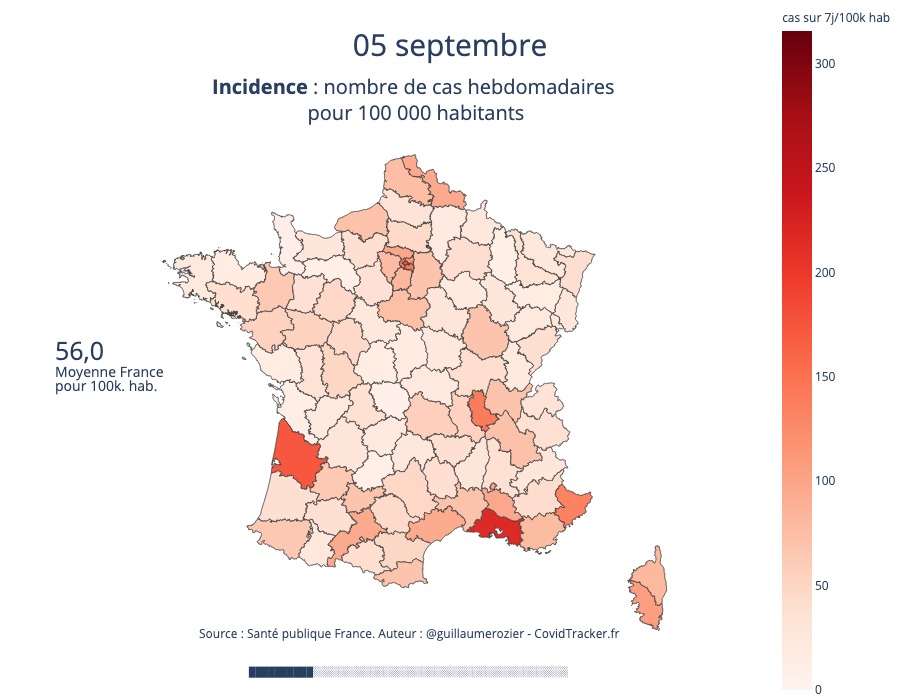 cas sur 7j/100k hab
05 septembre
Incidence : nombre de cas hebdomadaires
pour 100 000 habitants
300
250
200
150
100
50
0
56,0
Moyenne France
pour 100k. hab.
Source : Santé publique France. Auteur : @guillaumerozier - CovidTracker.fr